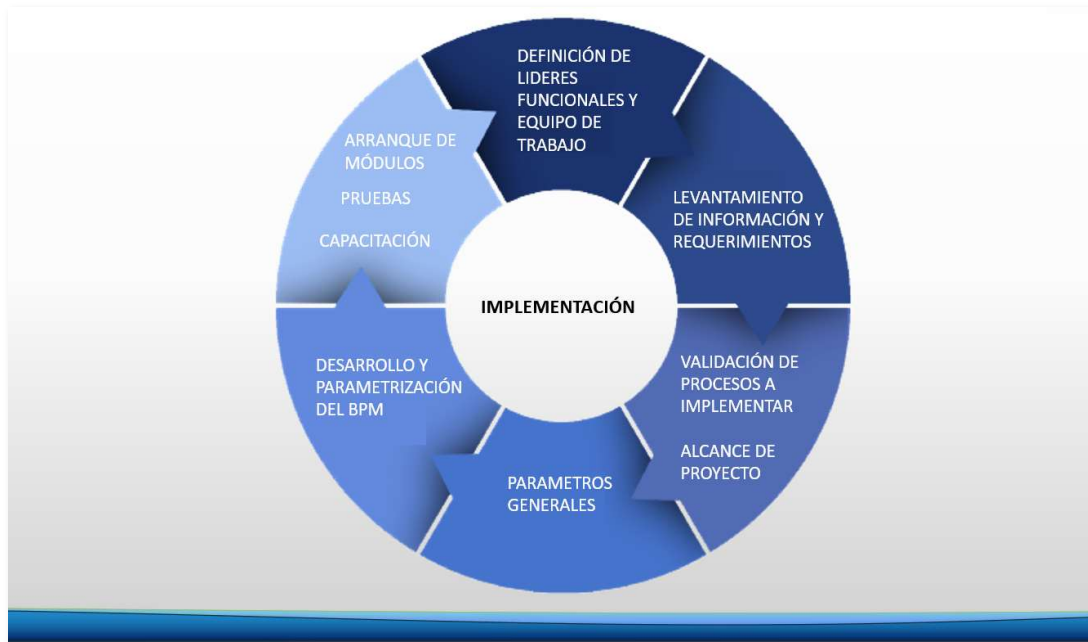 DEFINICIÓN DE
LIDERES
FUNCIONALES Y
EQUIPO DE
TRABAJO
LEVANTAMIENTO
DE INFORMACIÓN Y
REQUERIMIENTOS
VALIDACIÓN DE
PROCESOS A
IMPLEMENTAR
ALCANCE DE
PROYECTO
PARAMETROS
GENERALES
DESARROLLO Y
PARAMETRIZACIÓN
DEL BPM
ARRANQUE DE
MÓDULOS
PRUEBAS
CAPACITACIÓN
IMPLEMENTACIÓN